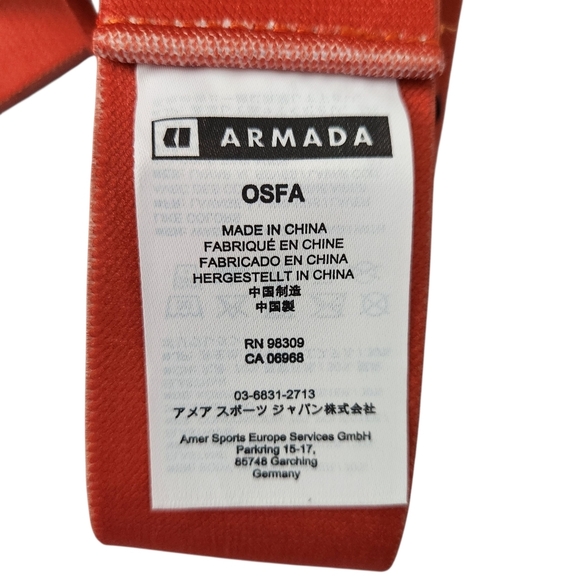 ARMADA
OSFA
MADE IN CHINA
FABRIQUÉ EN CHINE
FABRICADO EN CHINA
HERGESTELLT IN CHINA
中国制造
中国製
RN 98309
CA 06968
03-6831-2713
アメア スポーツ ジャパン株式会社
Amer Sports Europe Services GmbH
Parkring 15-17,
85748 Garching
Germany